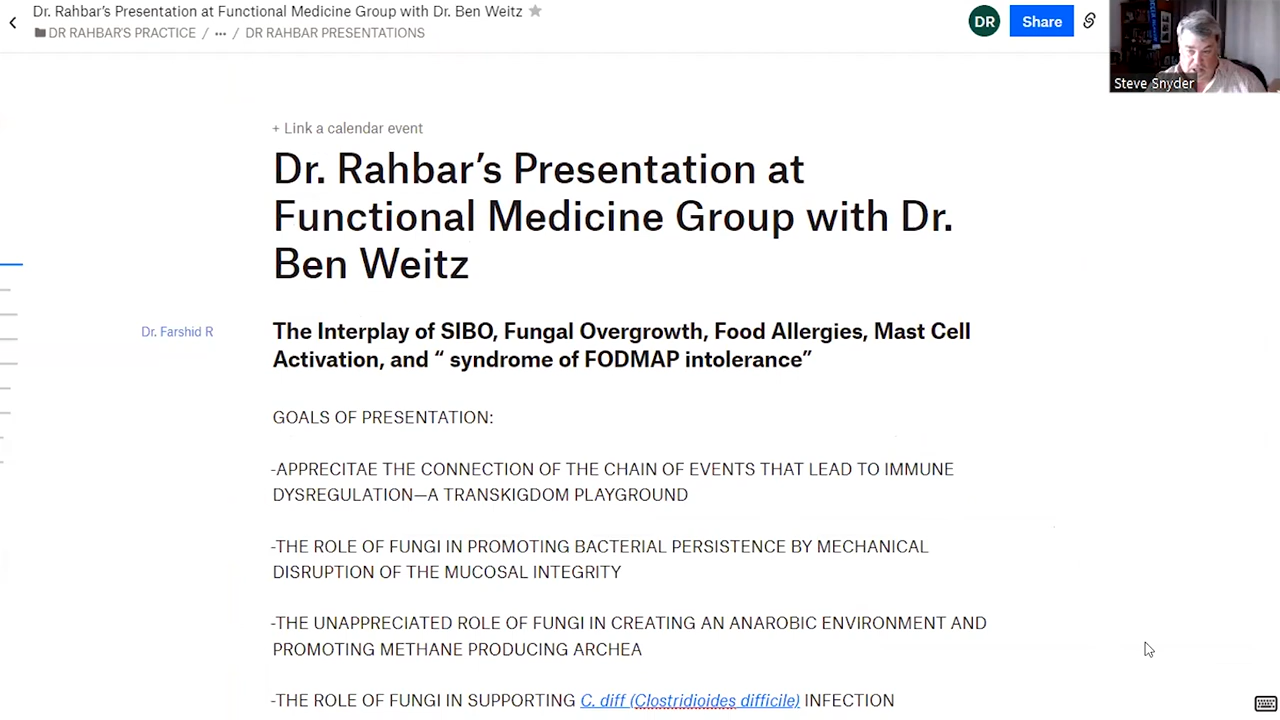 Dr. Rahbar's Presentation at Functional Medicine Group with Dr. Ben Weitz
DR RAHBAR'S PRACTICE / ••• / DR RAHBAR PRESENTATIONS
DR
Share
Steve Snyder
+ Link a calendar event
Dr. Rahbar's Presentation at
Functional Medicine Group with Dr.
Ben Weitz
Dr. Farshid R
The Interplay of SIBO, Fungal Overgrowth, Food Allergies, Mast Cell
Activation, and “ syndrome of FODMAP intolerance”
GOALS OF PRESENTATION:
-APPRECITAE THE CONNECTION OF THE CHAIN OF EVENTS THAT LEAD TO IMMUNE
DYSREGULATION—A TRANSKIGDOM PLAYGROUND
-THE ROLE OF FUNGI IN PROMOTING BACTERIAL PERSISTENCE BY MECHANICAL
DISRUPTION OF THE MUCOSAL INTEGRITY
-THE UNAPPRECIATED ROLE OF FUNGI IN CREATING AN ANAROBIC ENVIRONMENT AND
PROMOTING METHANE PRODUCING ARCHEA
-THE ROLE OF FUNGI IN SUPPORTING C. diff (Clostridioides difficile) INFECTION